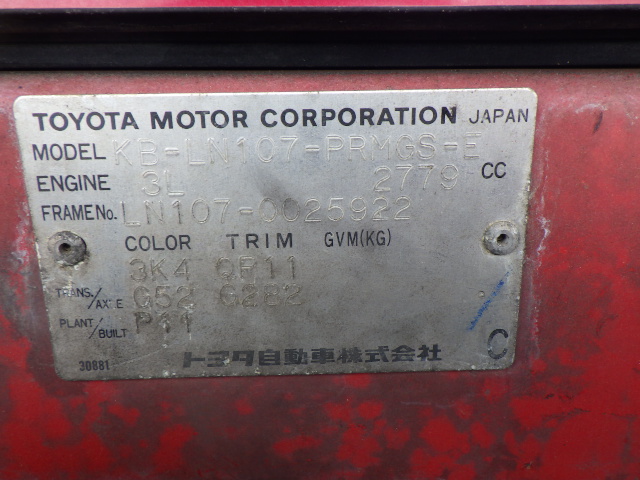 TOYOTA MOTOR CORPORATION JAPAN
MODEL KB-LN107-PRMGS-E
ENGINE 3L 2779 CC
FRAME No. LN107-0025922
COLOR TRIM GVM(KG)
3K4 QR11
TRANS./AXLE G52 G282
PLANT/BUILT P11
トヨタ自動車株式会社 C
30881